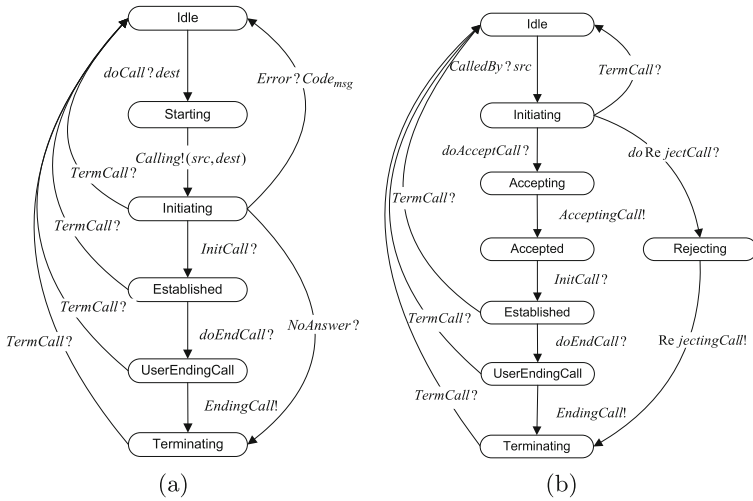 Idle
doCall?dest
Error?Code_msg
Starting
Calling!(src,dest)
TermCall?
Initiating
TermCall?
InitCall?
Established
TermCall?
NoAnswer?
doEndCall?
TermCall?
UserEndingCall
EndingCall!
Terminating
(a)
Idle
CalledBy?src
TermCall?
Initiating
doAcceptCall?
doRejectCall?
Accepting
TermCall?
AcceptingCall!
Accepted
Rejecting
InitCall?
Established
TermCall?
doEndCall?
RejectingCall!
UserEndingCall
TermCall?
EndingCall!
Terminating
(b)